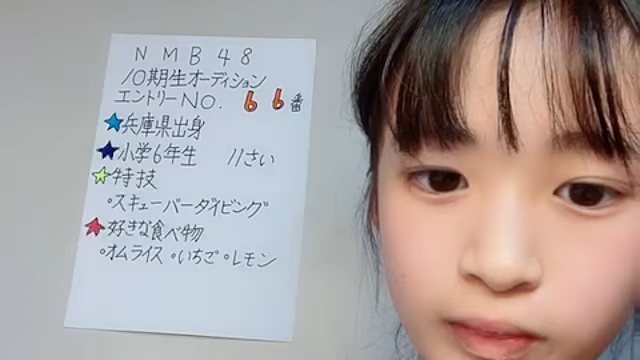 NMB48
10期生オーディション
エントリーNO. 66番
★兵庫県出身
★小学6年生 11さい
★特技
・スキューバーダイビング
★好きな食べ物
・オムライス ・いちご ・レモン